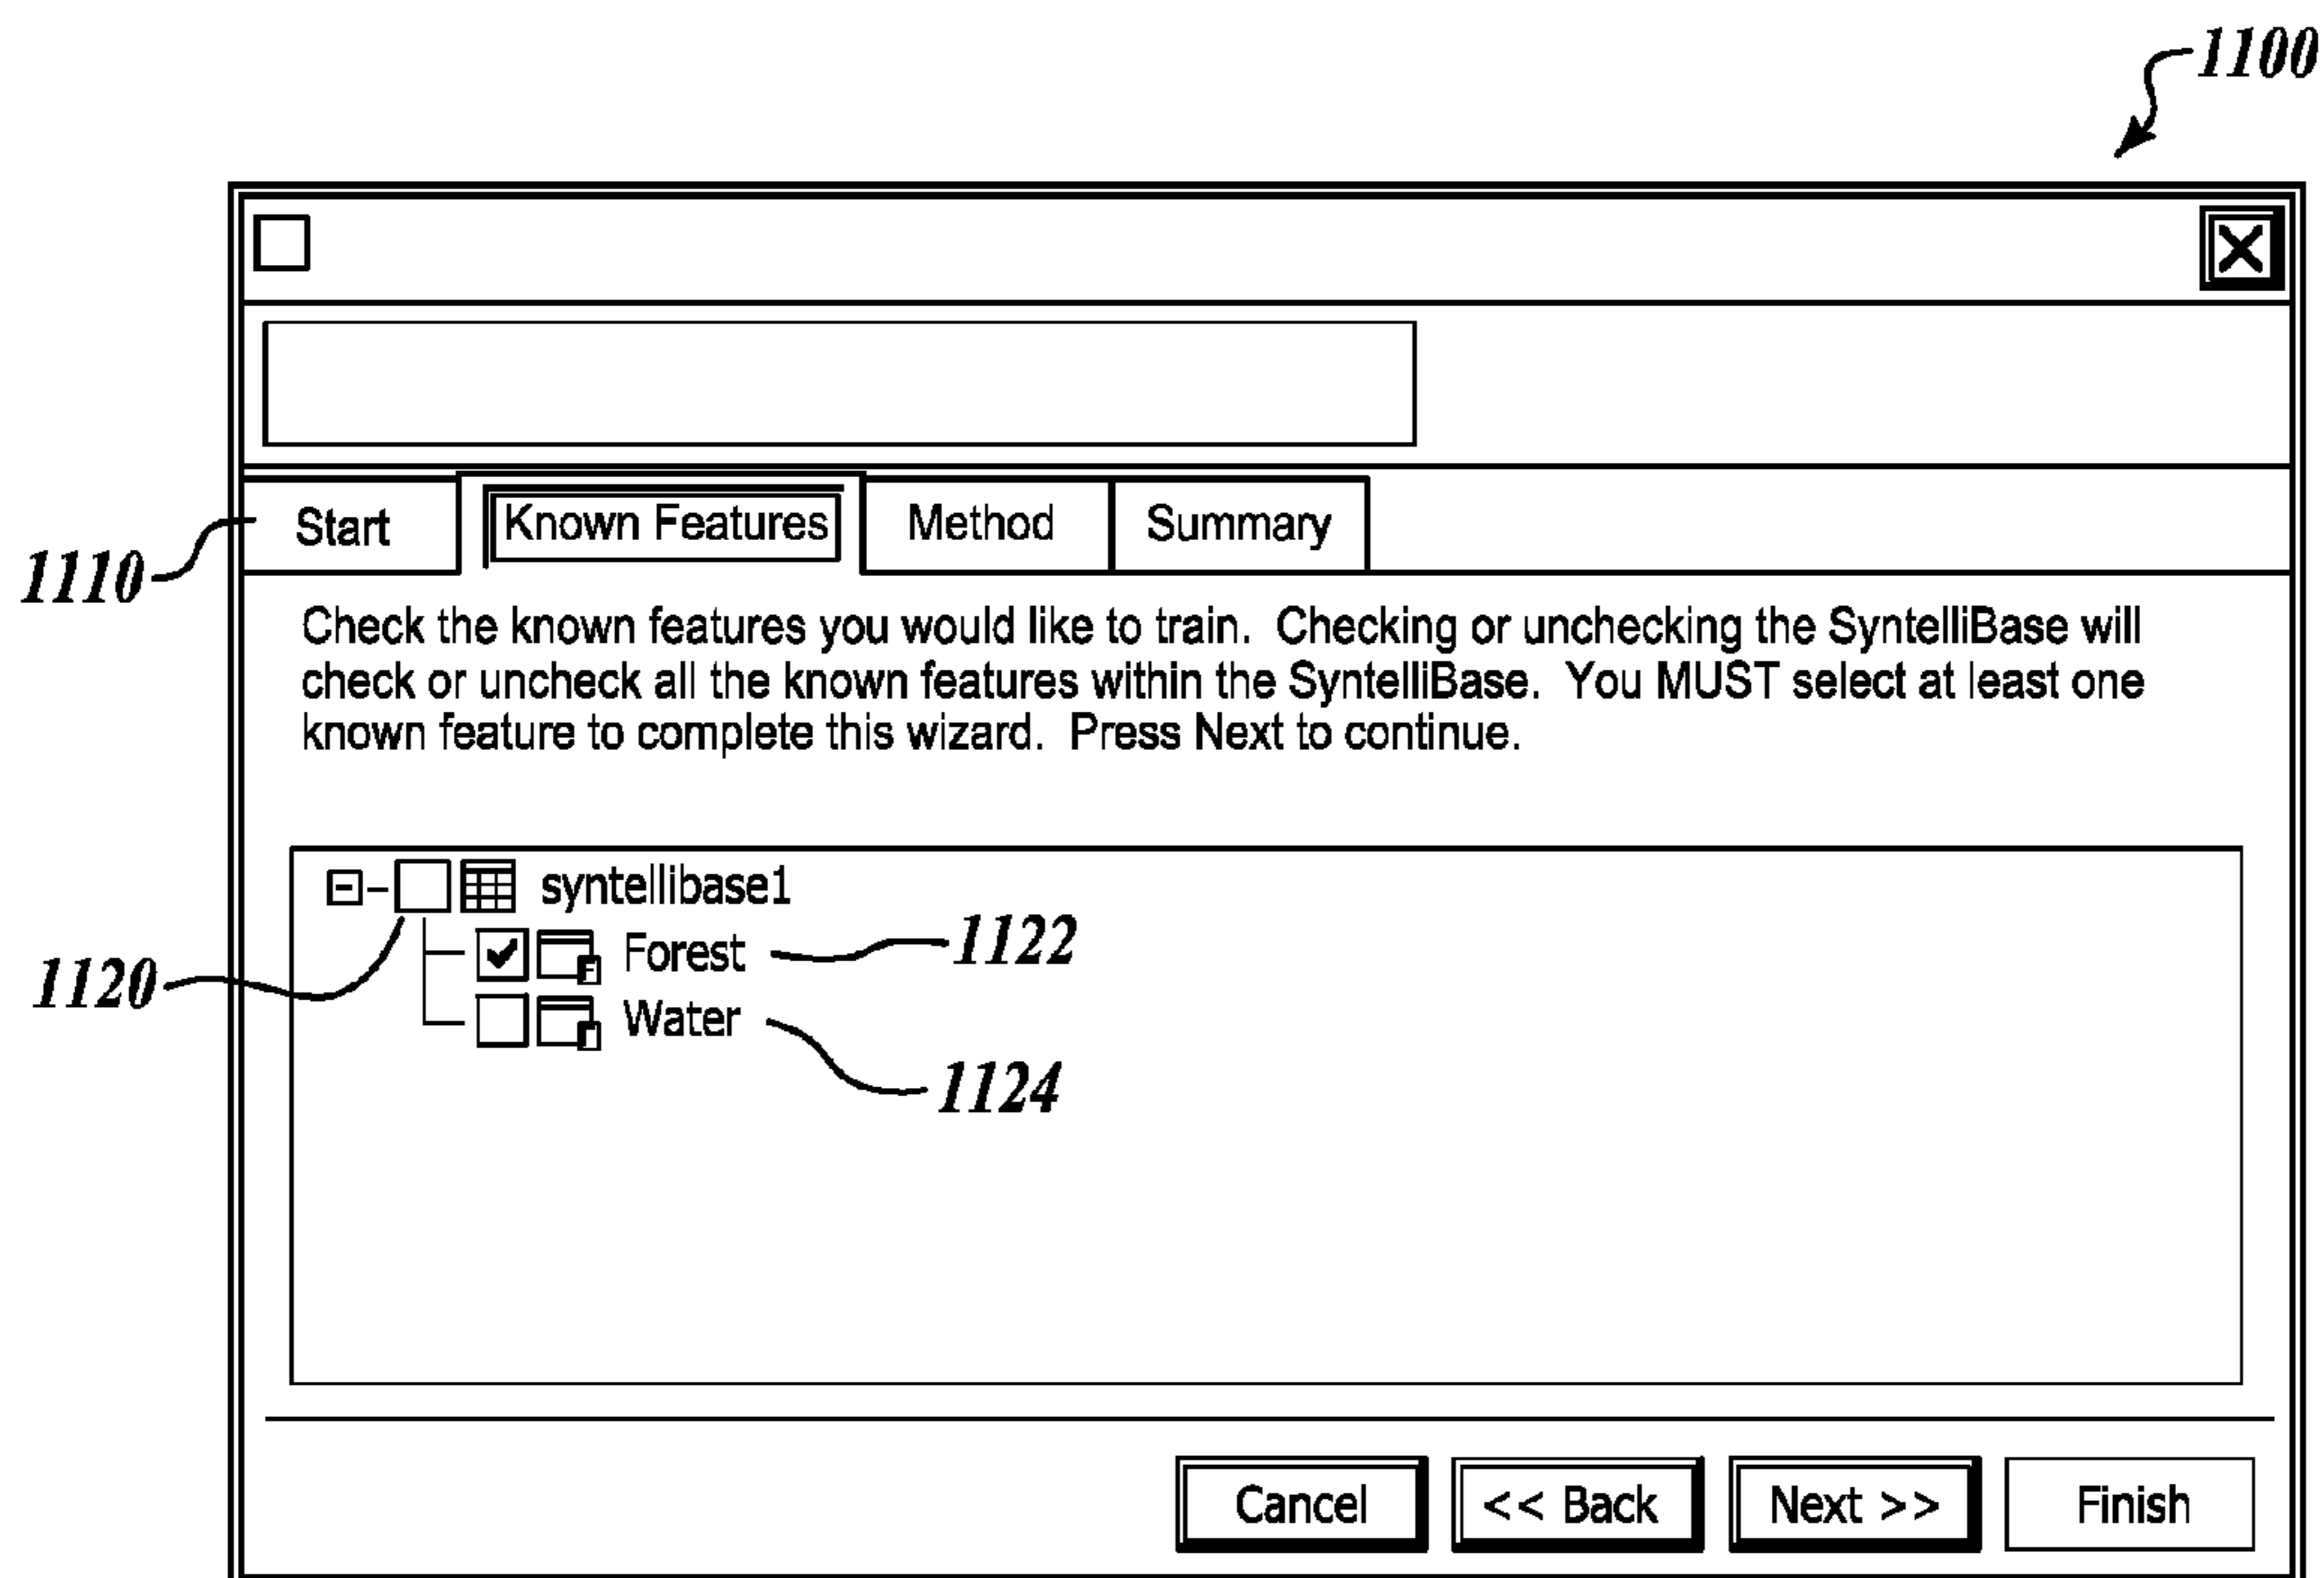 1100
Start Known Features Method Summary
1110
Check the known features you would like to train. Checking or unchecking the SyntelliBase will
check or uncheck all the known features within the SyntelliBase. You MUST select at least one
known feature to complete this wizard. Press Next to continue.
syntellibase1
Forest 1122
1120
Water
1124
Cancel << Back Next >> Finish